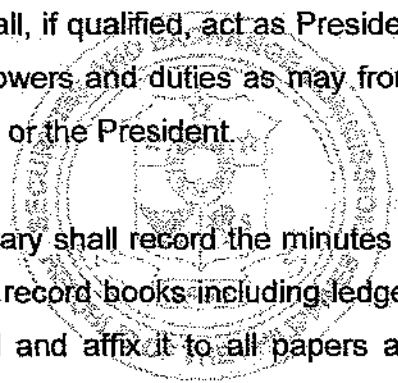 all, if qualified, act as Preside
owers and duties as may from
or the President.
ary shall record the minutes
record books including ledge
and affix it to all papers a